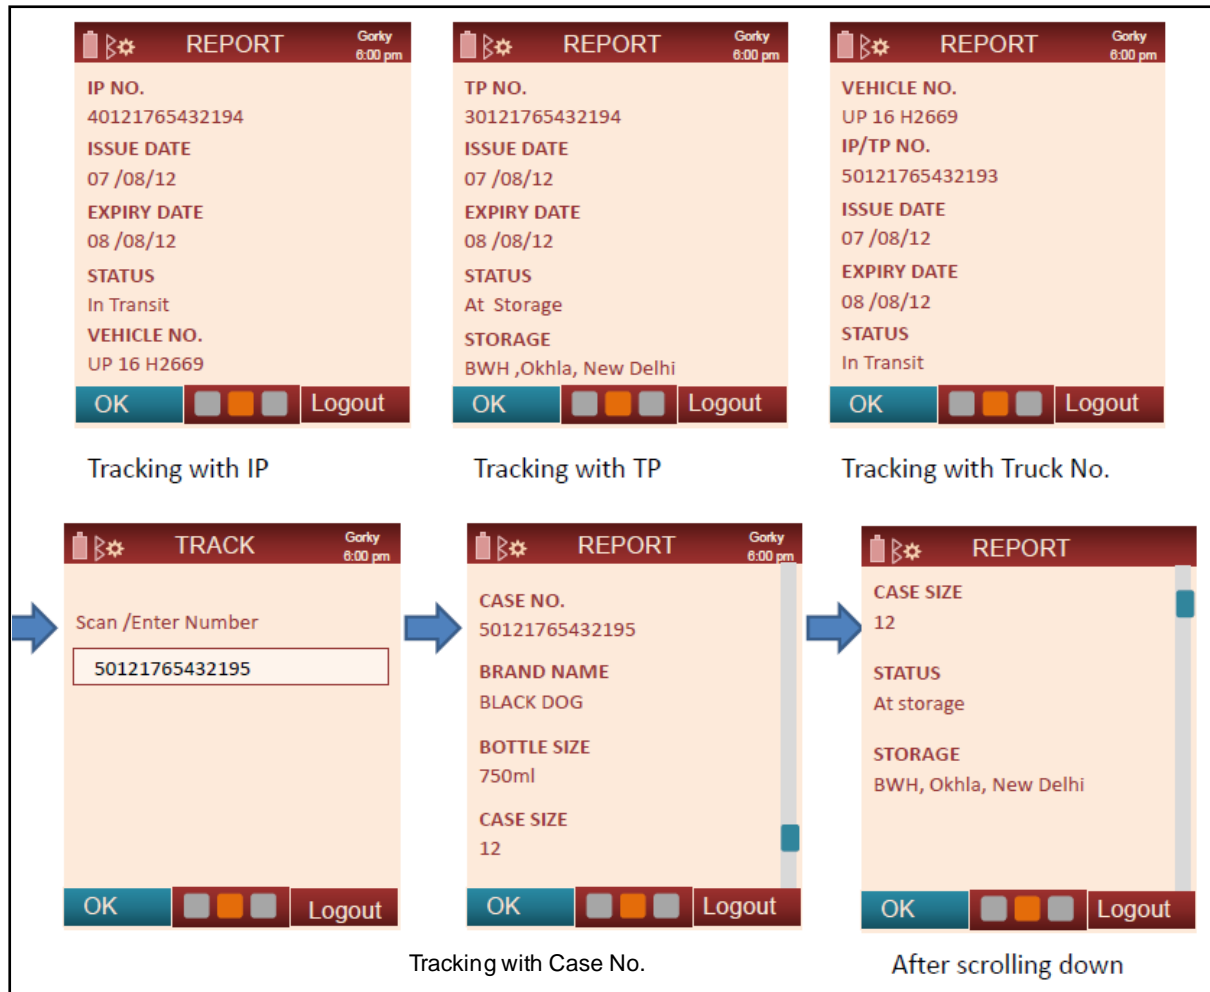 REPORT
Gorky
6:00 pm
IP NO.
40121765432194
ISSUE DATE
07 /08/12
EXPIRY DATE
08 /08/12
STATUS
In Transit
VEHICLE NO.
UP 16 H2669
OK
Logout
Tracking with IP
REPORT
Gorky
6:00 pm
TP NO.
30121765432194
ISSUE DATE
07 /08/12
EXPIRY DATE
08 /08/12
STATUS
At Storage
STORAGE
BWH ,Okhla, New Delhi
OK
Logout
Tracking with TP
REPORT
Gorky
6:00 pm
VEHICLE NO.
UP 16 H2669
IP/TP NO.
50121765432193
ISSUE DATE
07 /08/12
EXPIRY DATE
08 /08/12
STATUS
In Transit
OK
Logout
Tracking with Truck No.
TRACK
Gorky
6:00 pm
Scan /Enter Number
50121765432195
OK
Logout
REPORT
Gorky
6:00 pm
CASE NO.
50121765432195
BRAND NAME
BLACK DOG
BOTTLE SIZE
750ml
CASE SIZE
12
OK
Logout
Tracking with Case No.
REPORT
CASE SIZE
12
STATUS
At storage
STORAGE
BWH, Okhla, New Delhi
OK
Logout
After scrolling down